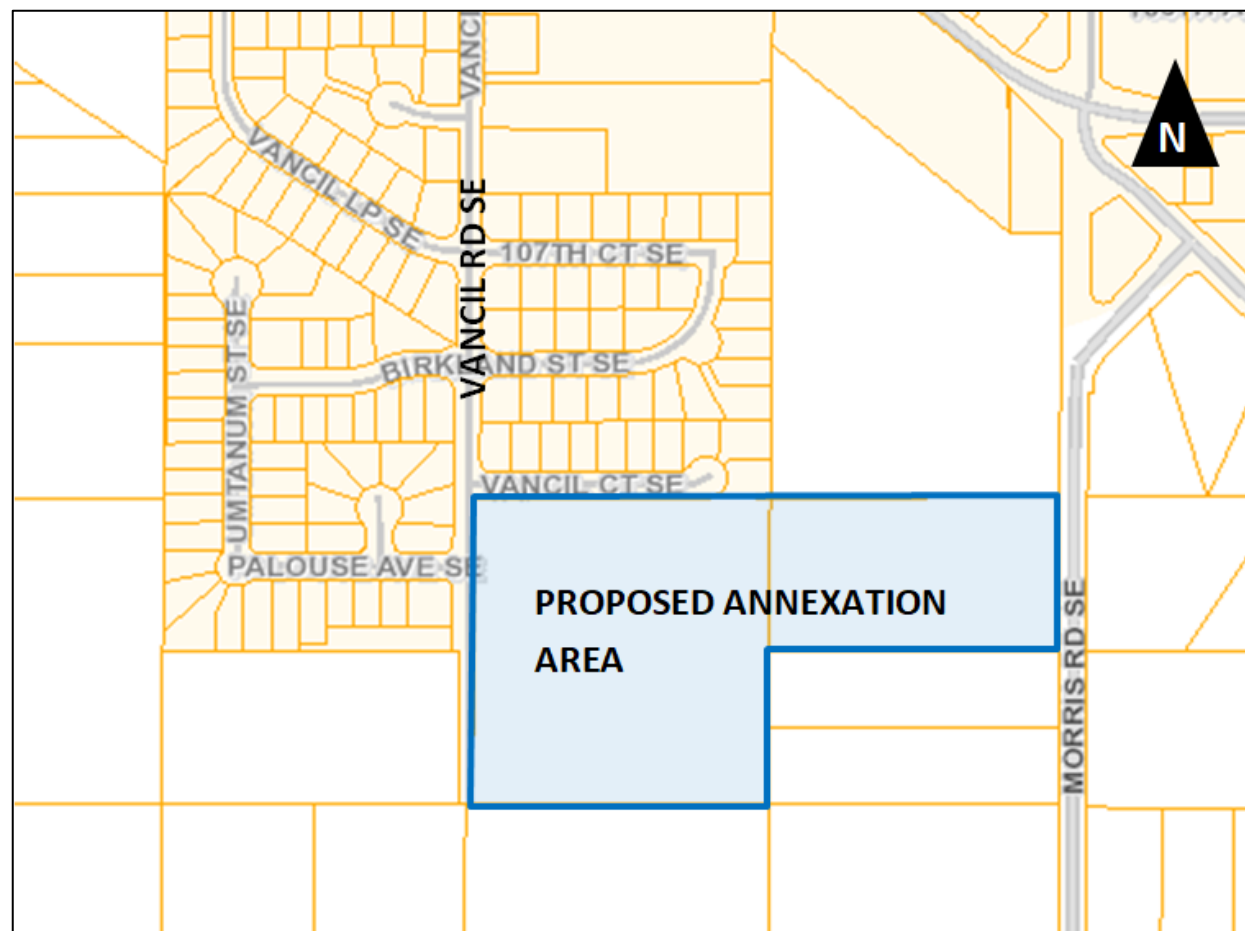 VANCI
N
VANCIL LP SE
VANCIL RD SE
107TH CT SE
BIRKLAND ST SE
UMTANUM ST SE
VANCIL CT SE
PALOUSE AVE SE
PROPOSED ANNEXATION
AREA
MORRIS RD SE